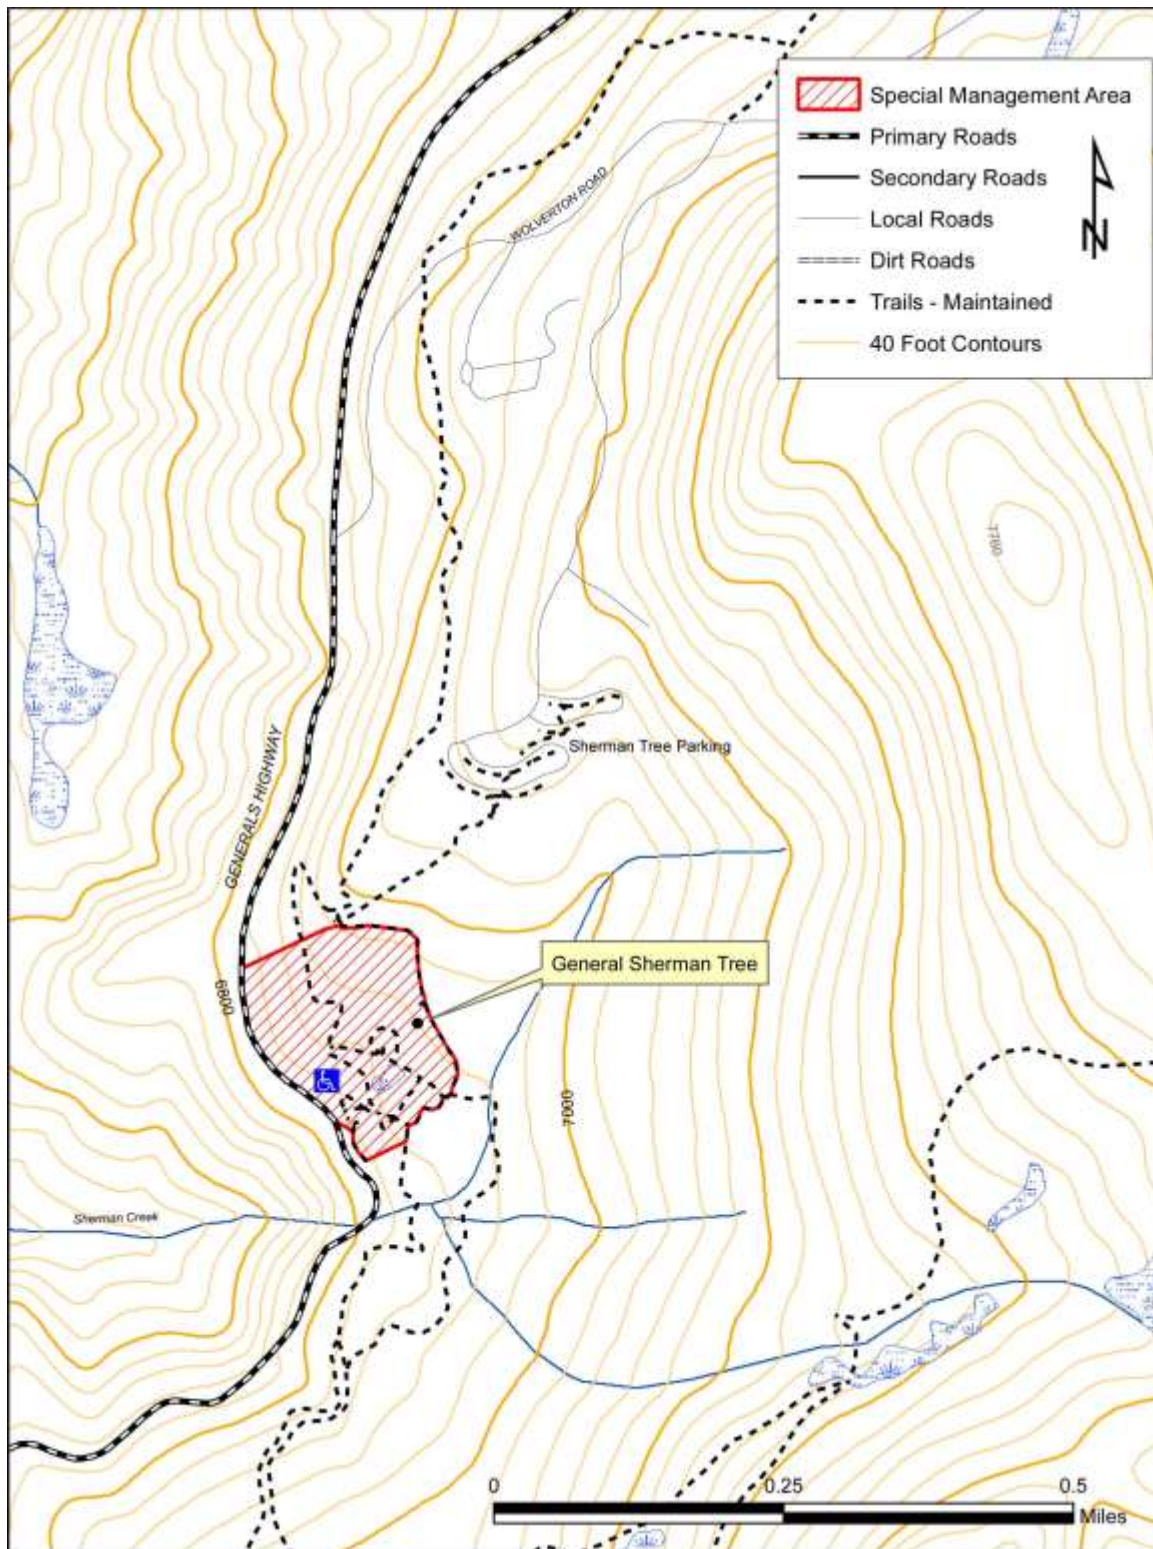 Special Management Area
Primary Roads
Secondary Roads
Local Roads
Dirt Roads
Trails - Maintained
40 Foot Contours
N
WOLVERTON ROAD
7760
Sherman Tree Parking
GENERALS HIGHWAY
General Sherman Tree
6800
7000
Sherman Creek
0 0.25 0.5
Miles